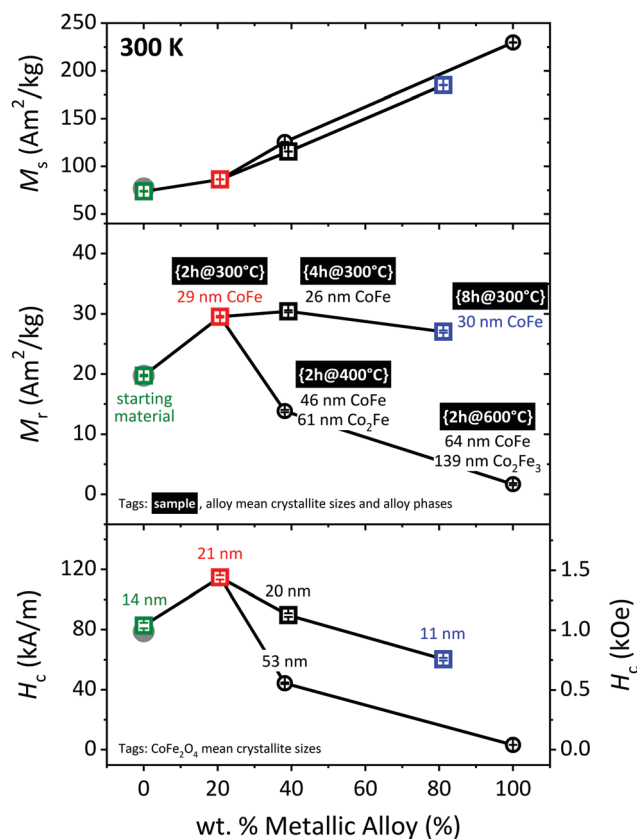 300 K
250
200
150
100
50
Ms (Am²/kg)
40
30
20
10
0
Mr (Am²/kg)
{2h@300°C}
29 nm CoFe
{4h@300°C}
26 nm CoFe
{8h@300°C}
30 nm CoFe
starting
material
{2h@400°C}
46 nm CoFe
61 nm Co₂Fe
{2h@600°C}
64 nm CoFe
139 nm Co₂Fe₃
Tags: sample, alloy mean crystallite sizes and alloy phases
120
80
40
0
Hc (kA/m)
14 nm
21 nm
20 nm
53 nm
11 nm
1.5
1.0
0.5
0.0
Hc (kOe)
Tags: CoFe₂O₄ mean crystallite sizes
0 20 40 60 80 100
wt. % Metallic Alloy (%)